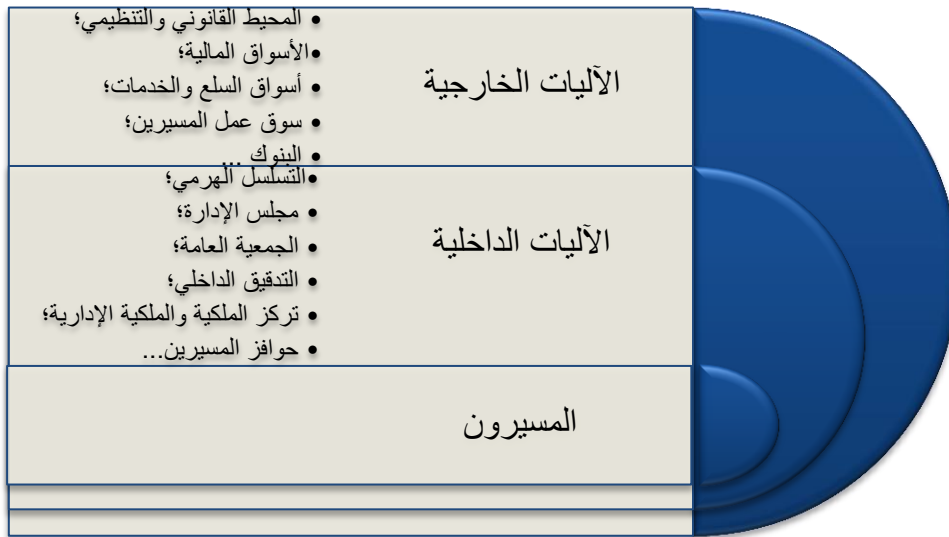 الآليات الخارجية
• المحيط القانوني والتنظيمي؛
•الأسواق المالية؛
• أسواق السلع والخدمات؛
• سوق عمل المسيرين؛
• البنوك ...
الآليات الداخلية
•التسلسل الهرمي؛
• مجلس الإدارة؛
• الجمعية العامة؛
• التدقيق الداخلي؛
• تركز الملكية والملكية الإدارية؛
• حوافز المسيرين...
المسيرون